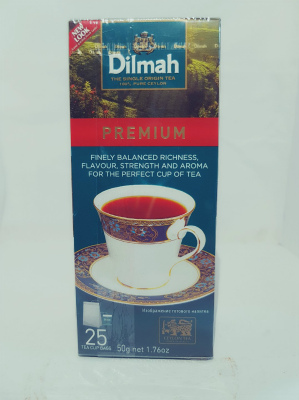 NEW
LOOK
Dilmah
THE SINGLE ORIGIN TEA
100% PURE CEYLON
PREMIUM
FINELY BALANCED RICHNESS,
FLAVOUR, STRENGTH AND AROMA
FOR THE PERFECT CUP OF TEA
25
TEA CUP BAGS
50g net 1.76oz